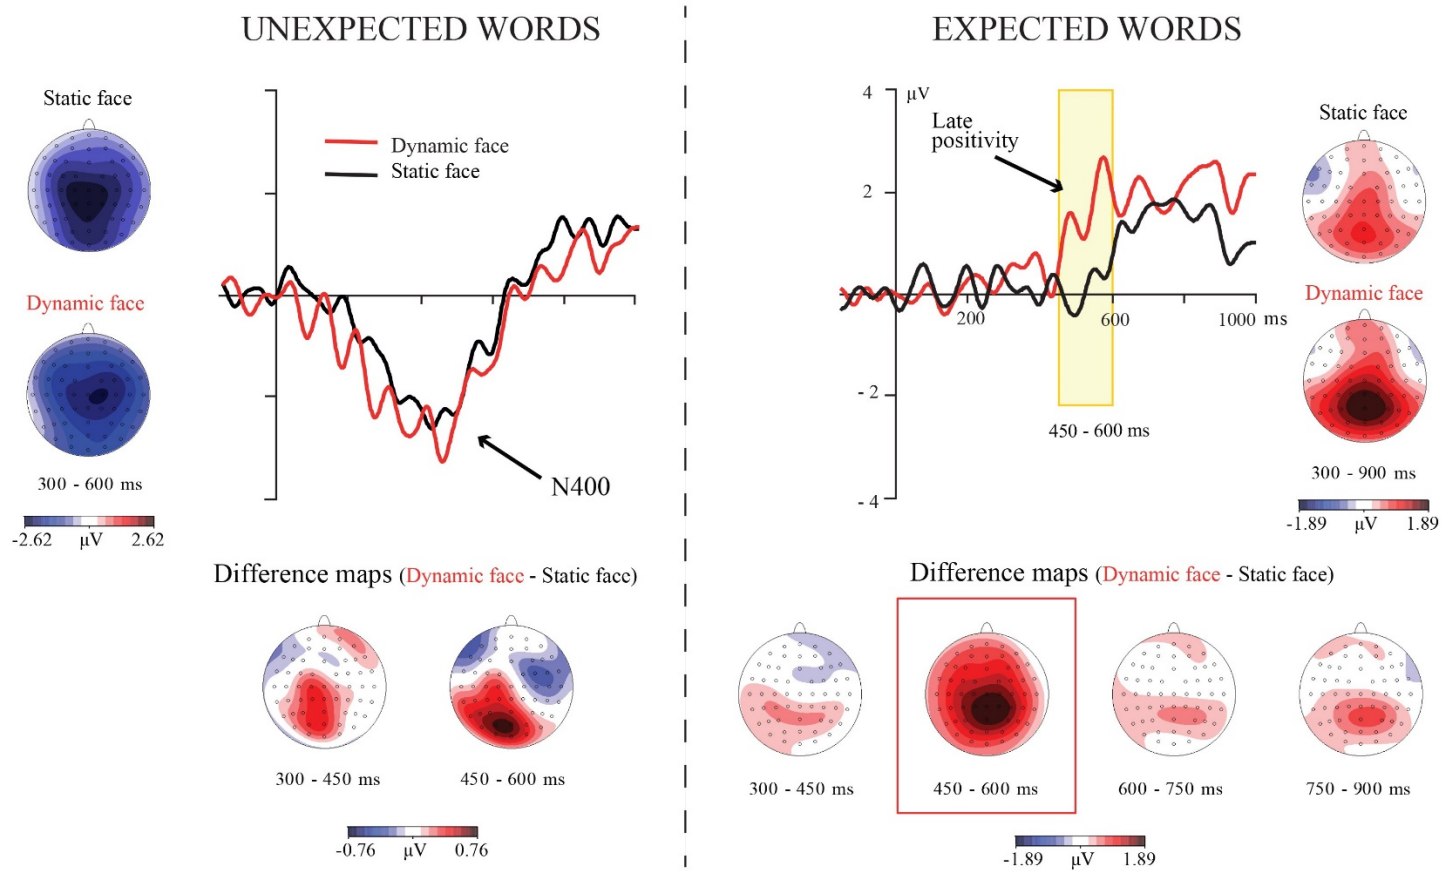 UNEXPECTED WORDS
Static face
Dynamic face
300 - 600 ms
-2.62 µV 2.62
Dynamic face
Static face
N400
Difference maps (Dynamic face - Static face)
300 - 450 ms
450 - 600 ms
-0.76 µV 0.76
EXPECTED WORDS
4
µV
Late
positivity
2
0
200
600
1000 ms
- 2
- 4
450 - 600 ms
Static face
Dynamic face
300 - 900 ms
-1.89 µV 1.89
Difference maps (Dynamic face - Static face)
300 - 450 ms
450 - 600 ms
600 - 750 ms
750 - 900 ms
-1.89 µV 1.89